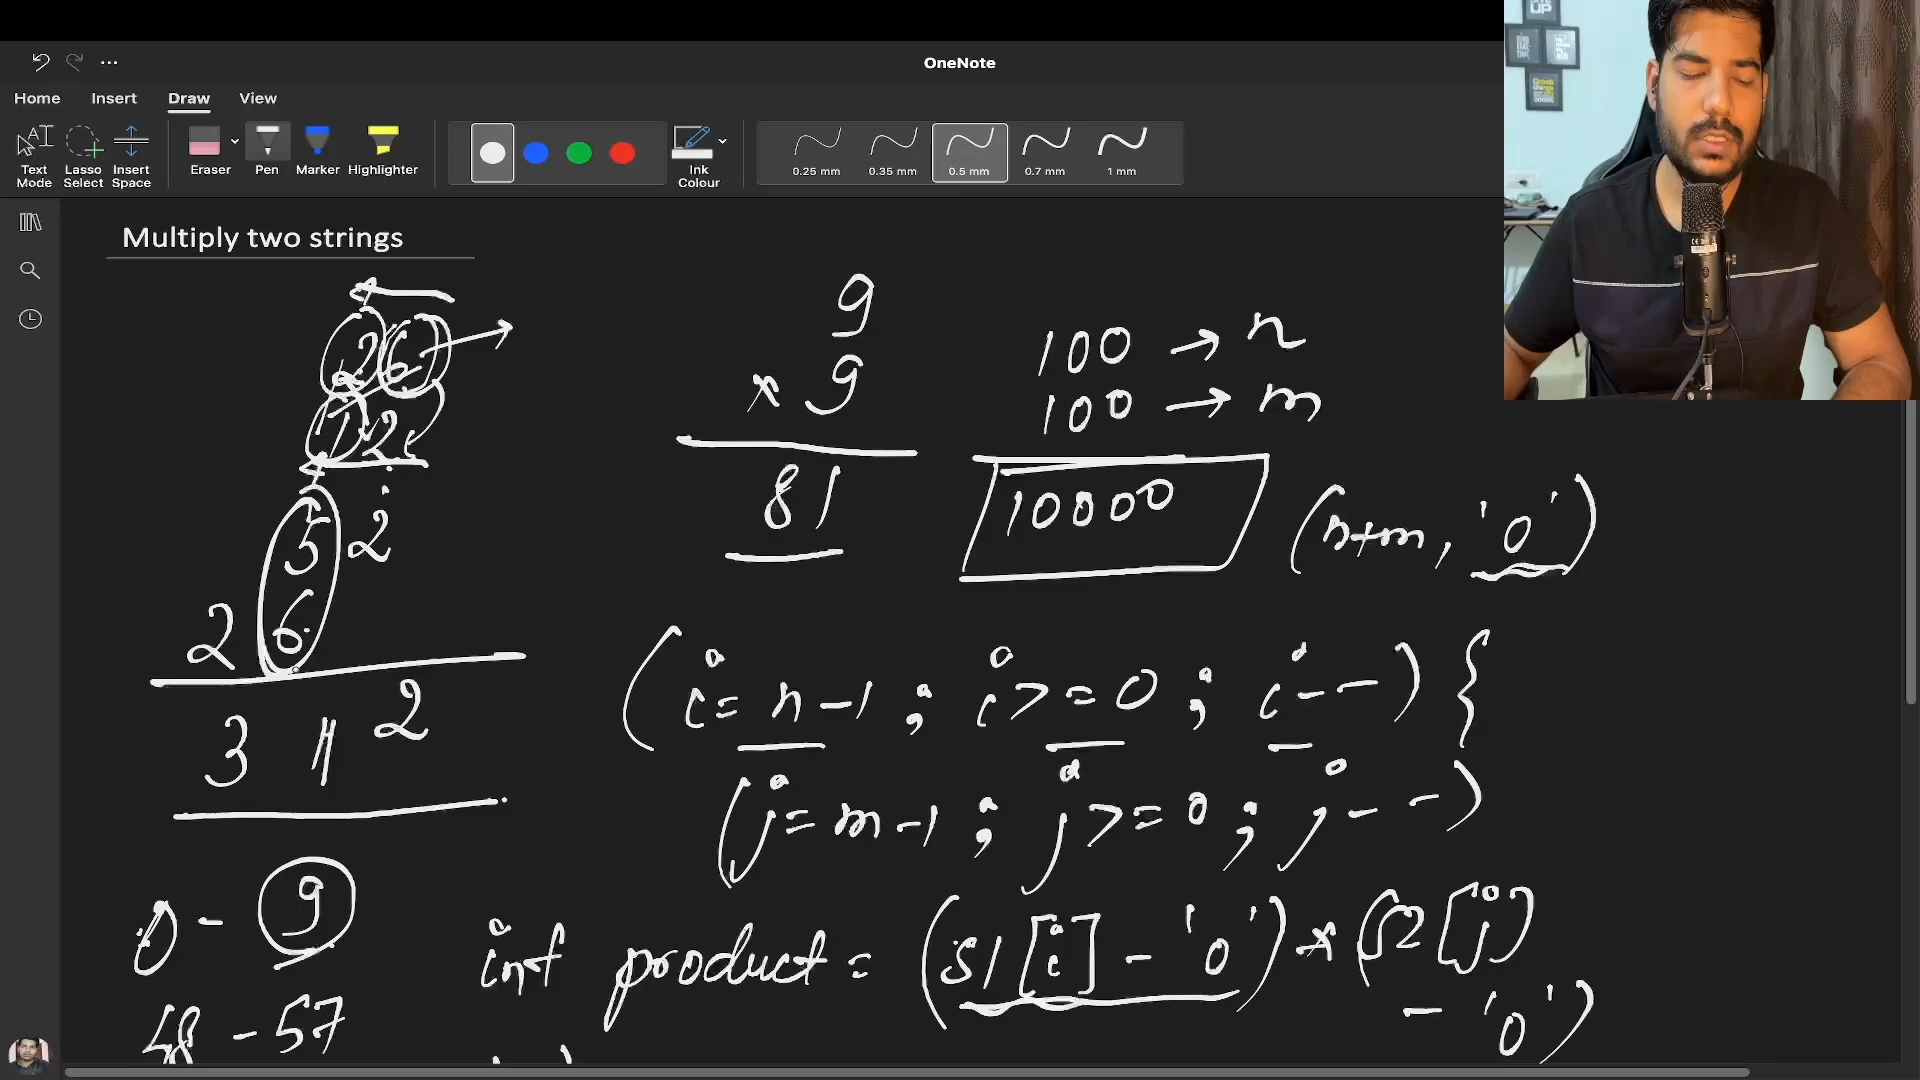 OneNote
Home Insert Draw View
Text Mode Lasso Select Insert Space Eraser Pen Marker Highlighter Ink Colour 0.25 mm 0.35 mm 0.5 mm 0.7 mm 1 mm
Multiply two strings
26
12
52
26
312
0 - 9
48 - 57
9
x 9
81
100 → n
100 → m
10000
(n+m, '0')
(i = n-1 ; i >= 0 ; i--) {
(j = m-1 ; j >= 0 ; j--)
int product = (s1[i] - '0') * (s2[j]
- '0')